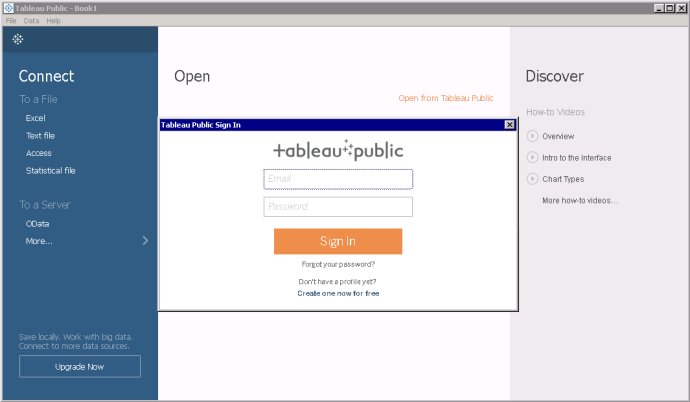 Tableau Public - Book1
File Data Help
Connect
To a File
Excel
Text file
Access
Statistical file
To a Server
OData
More...
Save locally. Work with big data.
Connect to more data sources.
Upgrade Now
Open
Open from Tableau Public
Tableau Public Sign In
+ableau public
Email
Password
Sign In
Forgot your password?
Don't have a profile yet?
Create one now for free
Discover
How-to Videos
Overview
Intro to the Interface
Chart Types
More how-to videos...